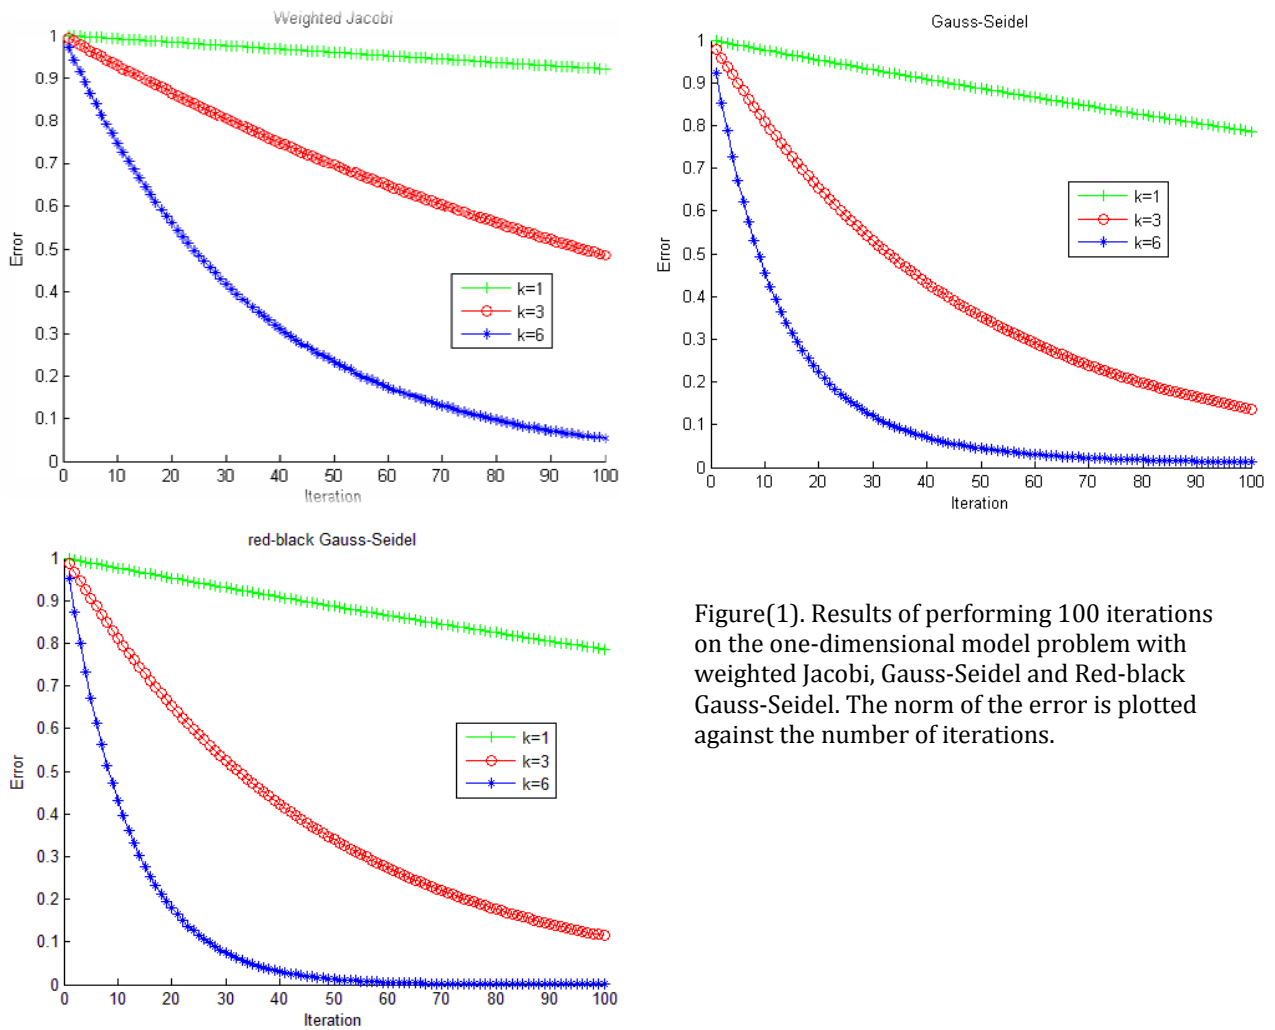 Weighted Jacobi
1
0.9
0.8
0.7
0.6
0.5
0.4
0.3
0.2
0.1
0
Error
k=1
k=3
k=6
0 10 20 30 40 50 60 70 80 90 100
Iteration
Gauss-Seidel
1
0.9
0.8
0.7
0.6
0.5
0.4
0.3
0.2
0.1
0
Error
k=1
k=3
k=6
0 10 20 30 40 50 60 70 80 90 100
Iteration
red-black Gauss-Seidel
1
0.9
0.8
0.7
0.6
0.5
0.4
0.3
0.2
0.1
0
Error
k=1
k=3
k=6
0 10 20 30 40 50 60 70 80 90 100
Iteration
Figure(1). Results of performing 100 iterations
on the one-dimensional model problem with
weighted Jacobi, Gauss-Seidel and Red-black
Gauss-Seidel. The norm of the error is plotted
against the number of iterations.